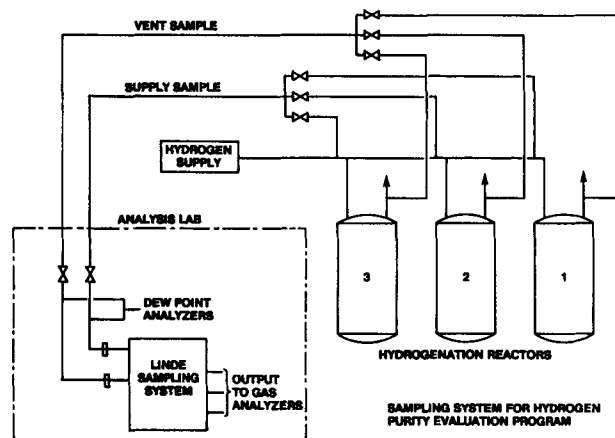 VENT SAMPLE
SUPPLY SAMPLE
HYDROGEN
SUPPLY
ANALYSIS LAB
3
2
1
DEW POINT
ANALYZERS
HYDROGENATION REACTORS
LINDE
SAMPLING
SYSTEM
OUTPUT
TO GAS
ANALYZERS
SAMPLING SYSTEM FOR HYDROGEN
PURITY EVALUATION PROGRAM